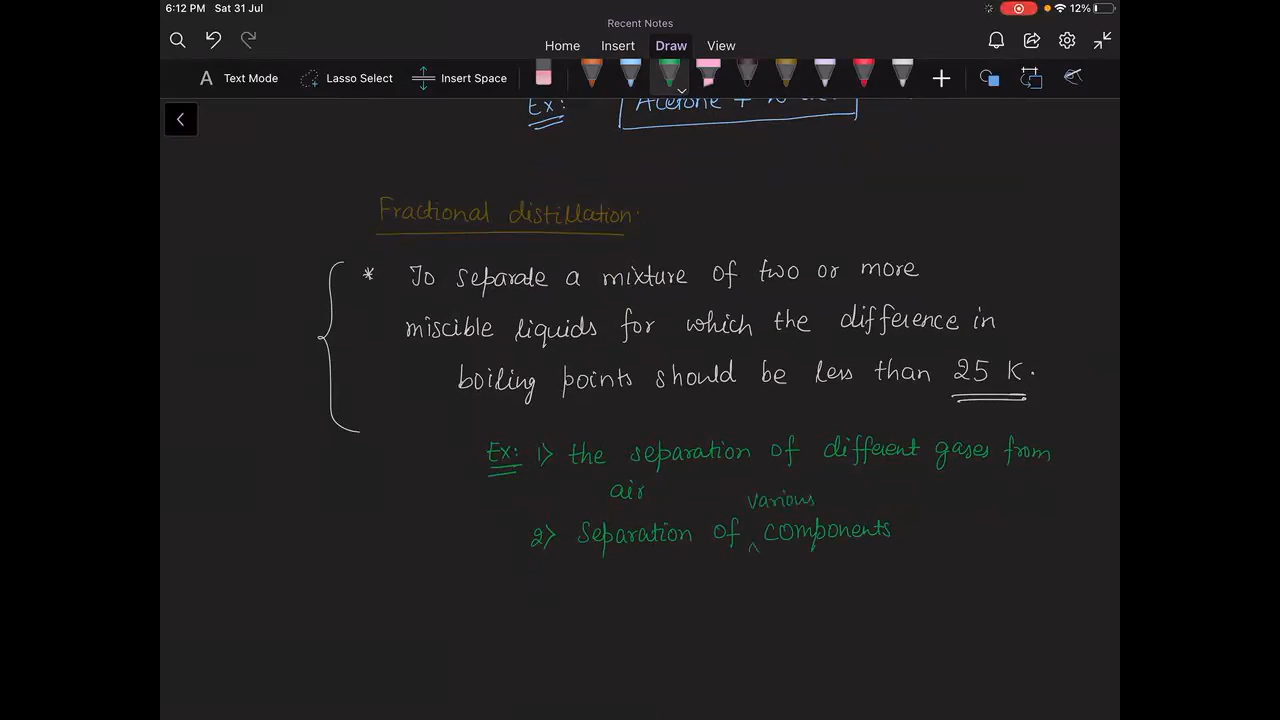 6:12 PM Sat 31 Jul
12%
Recent Notes
Home Insert Draw View
Text Mode Lasso Select Insert Space
Ex: Acetone +
Fractional distillation.
* To separate a mixture of two or more
miscible liquids for which the difference in
boiling points should be less than 25 K.
Ex: 1> the separation of different gases from
air
various
2> Separation of ^ components